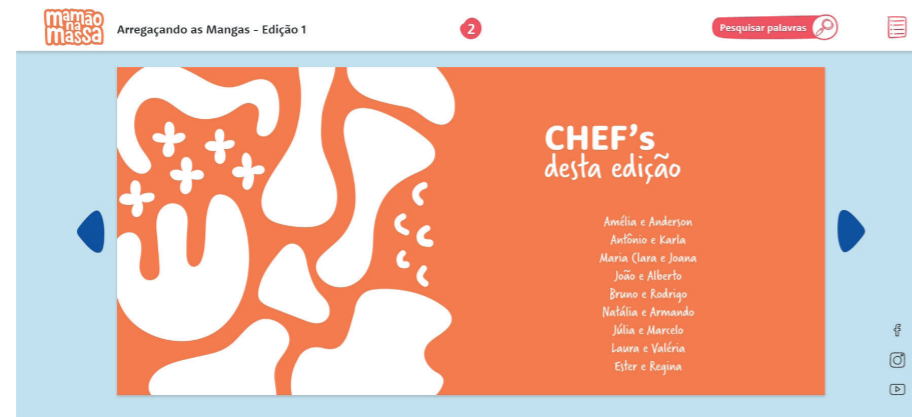 mamão
na
massa
Arregaçando as Mangas - Edição 1
2
Pesquisar palavras
CHEF's
desta edição
Amélia e Anderson
Antônio e Karla
Maria Clara e Joana
João e Alberto
Bruno e Rodrigo
Natália e Armando
Júlia e Marcelo
Laura e Valéria
Ester e Regina